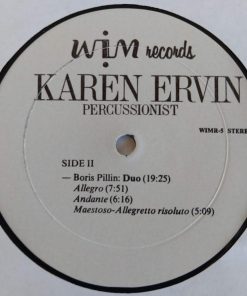 wim records
KAREN ERVIN
PERCUSSIONIST
WIMR-5 STEREO
SIDE II
— Boris Pillin: Duo (19:25)
Allegro (7:51)
Andante (6:16)
Maestoso-Allegretto risoluto (5:09)